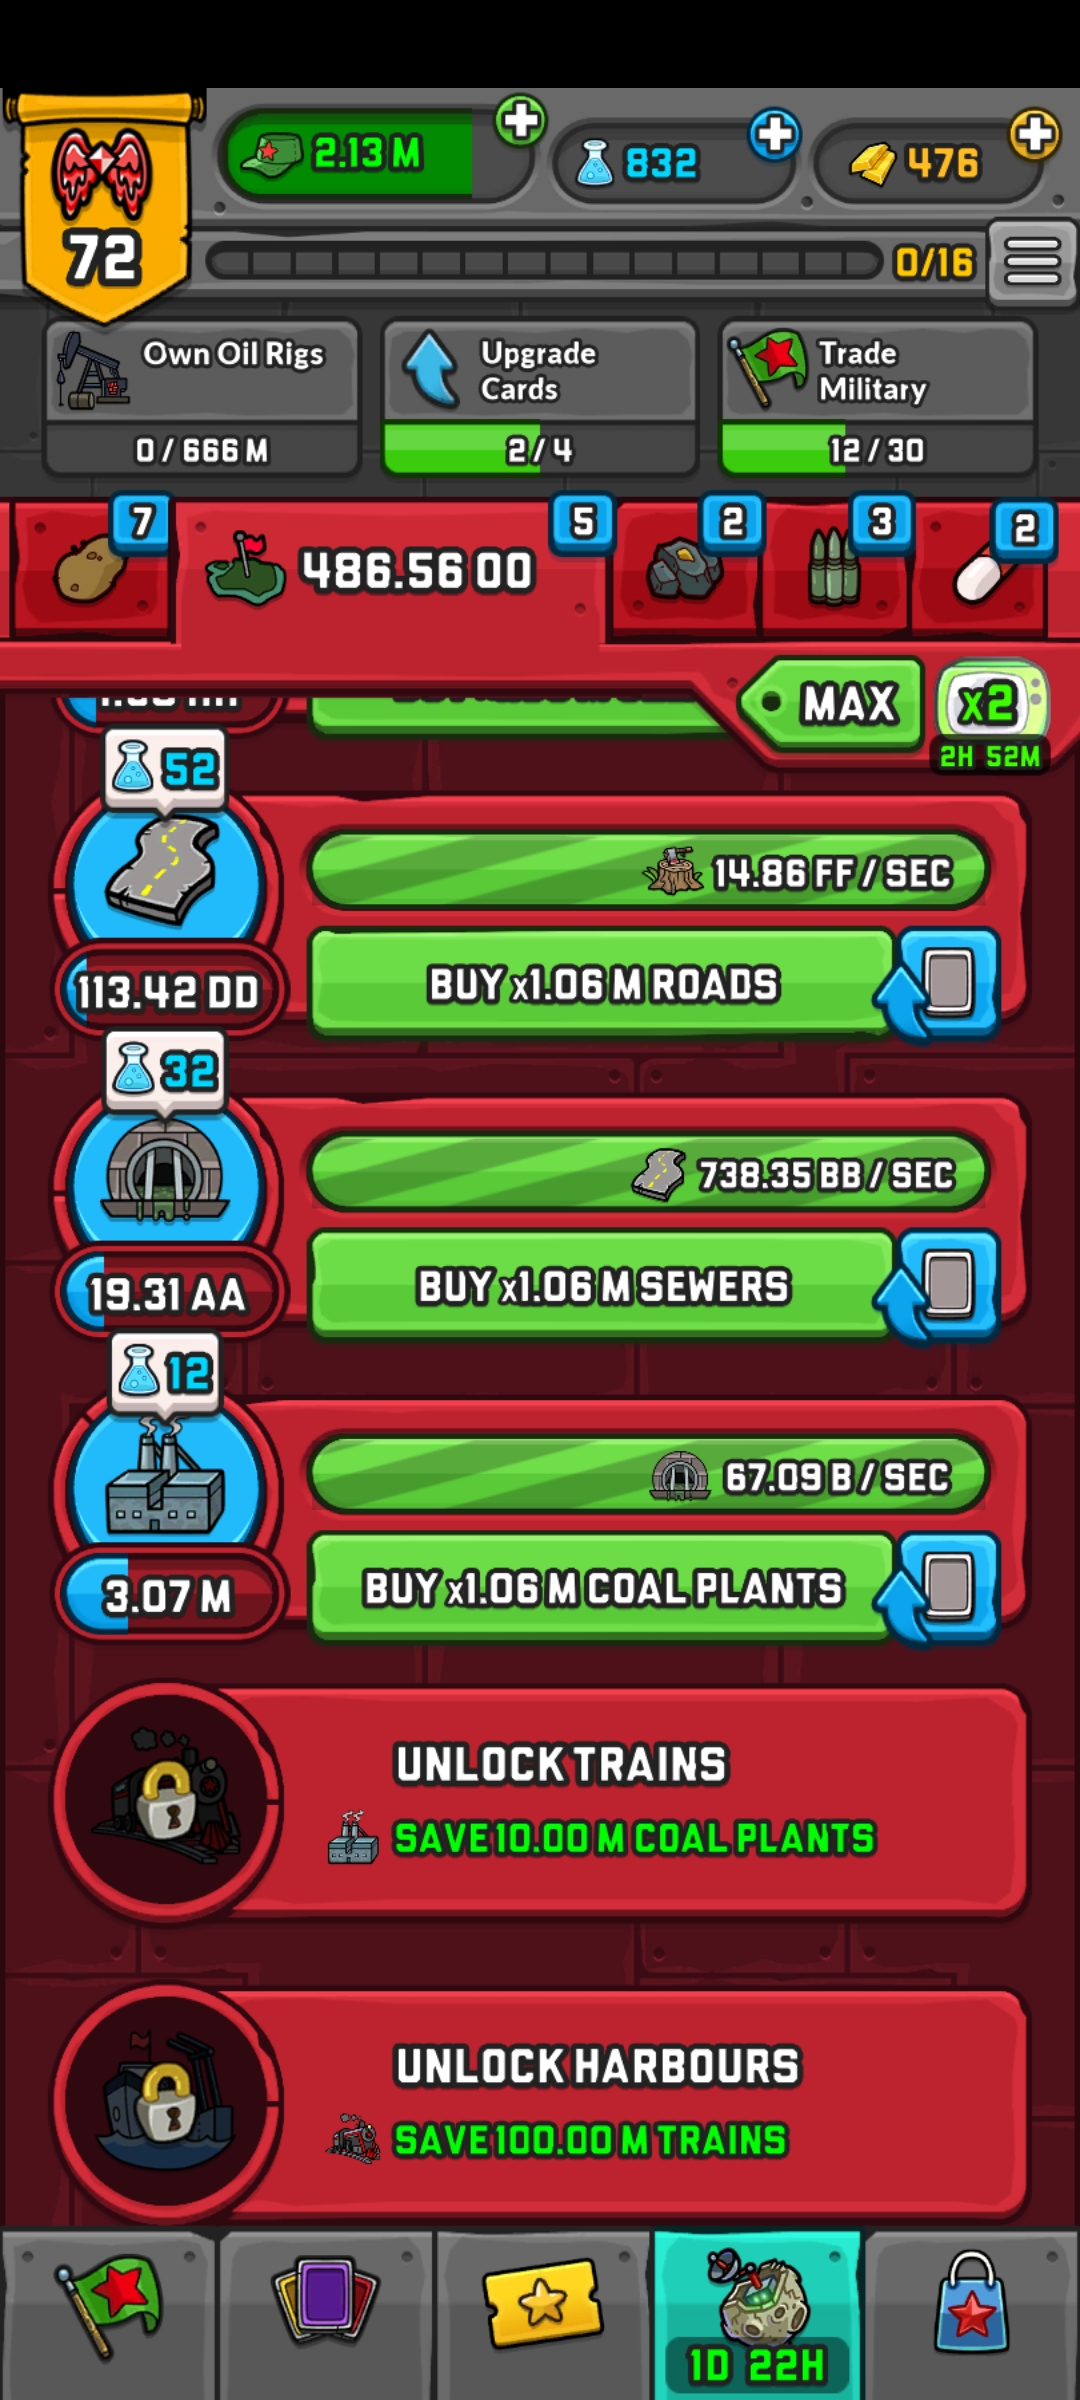 2.13 M
832
476
72
0/16
Own Oil Rigs
0 / 666 M
Upgrade
Cards
2 / 4
Trade
Military
12 / 30
7
486.56 OO
5
2
3
2
MAX
x2
2H 52M
52
14.86 FF / SEC
113.42 DD
BUY x1.06 M ROADS
32
738.35 BB / SEC
19.31 AA
BUY x1.06 M SEWERS
12
67.09 B / SEC
3.07 M
BUY x1.06 M COAL PLANTS
UNLOCK TRAINS
SAVE 10.00 M COAL PLANTS
UNLOCK HARBOURS
SAVE 100.00 M TRAINS
1D 22H